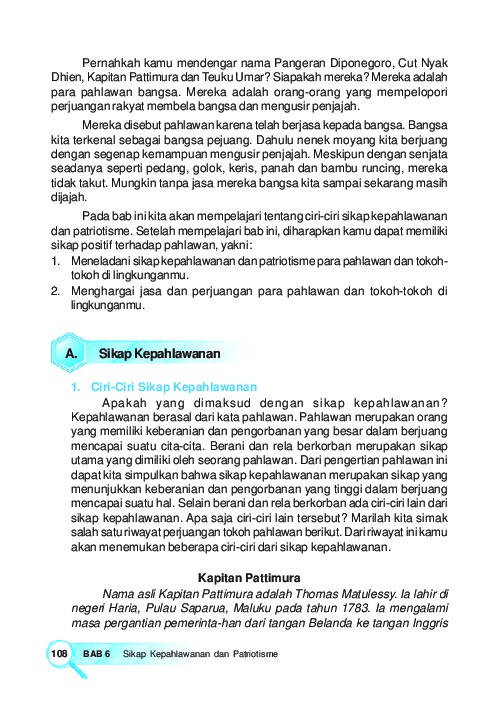 Pernahkah kamu mendengar nama Pangeran Diponegoro, Cut Nyak
Dhien, Kapitan Pattimura dan Teuku Umar? Siapakah mereka? Mereka adalah
para pahlawan bangsa. Mereka adalah orang-orang yang mempelopori
perjuangan rakyat membela bangsa dan mengusir penjajah.
Mereka disebut pahlawan karena telah berjasa kepada bangsa. Bangsa
kita terkenal sebagai bangsa pejuang. Dahulu nenek moyang kita berjuang
dengan segenap kemampuan mengusir penjajah. Meskipun dengan senjata
seadanya seperti pedang, golok, keris, panah dan bambu runcing, mereka
tidak takut. Mungkin tanpa jasa mereka bangsa kita sampai sekarang masih
dijajah.
Pada bab ini kita akan mempelajari tentang ciri-ciri sikap kepahlawanan
dan patriotisme. Setelah mempelajari bab ini, diharapkan kamu dapat memiliki
sikap positif terhadap pahlawan, yakni:
1. Meneladani sikap kepahlawanan dan patriotisme para pahlawan dan tokoh-
tokoh di lingkunganmu.
2. Menghargai jasa dan perjuangan para pahlawan dan tokoh-tokoh di
lingkunganmu.
A. Sikap Kepahlawanan
1. Ciri-Ciri Sikap Kepahlawanan
Apakah yang dimaksud dengan sikap kepahlawanan?
Kepahlawanan berasal dari kata pahlawan. Pahlawan merupakan orang
yang memiliki keberanian dan pengorbanan yang besar dalam berjuang
mencapai suatu cita-cita. Berani dan rela berkorban merupakan sikap
utama yang dimiliki oleh seorang pahlawan. Dari pengertian pahlawan ini
dapat kita simpulkan bahwa sikap kepahlawanan merupakan sikap yang
menunjukkan keberanian dan pengorbanan yang tinggi dalam berjuang
mencapai suatu hal. Selain berani dan rela berkorban ada ciri-ciri lain dari
sikap kepahlawanan. Apa saja ciri-ciri lain tersebut? Marilah kita simak
salah satu riwayat perjuangan tokoh pahlawan berikut. Dari riwayat ini kamu
akan menemukan beberapa ciri-ciri dari sikap kepahlawanan.
Kapitan Pattimura
Nama asli Kapitan Pattimura adalah Thomas Matulessy. Ia lahir di
negeri Haria, Pulau Saparua, Maluku pada tahun 1783. Ia mengalami
masa pergantian pemerinta-han dari tangan Belanda ke tangan Inggris
108 BAB 6 Sikap Kepahlawanan dan Patriotisme